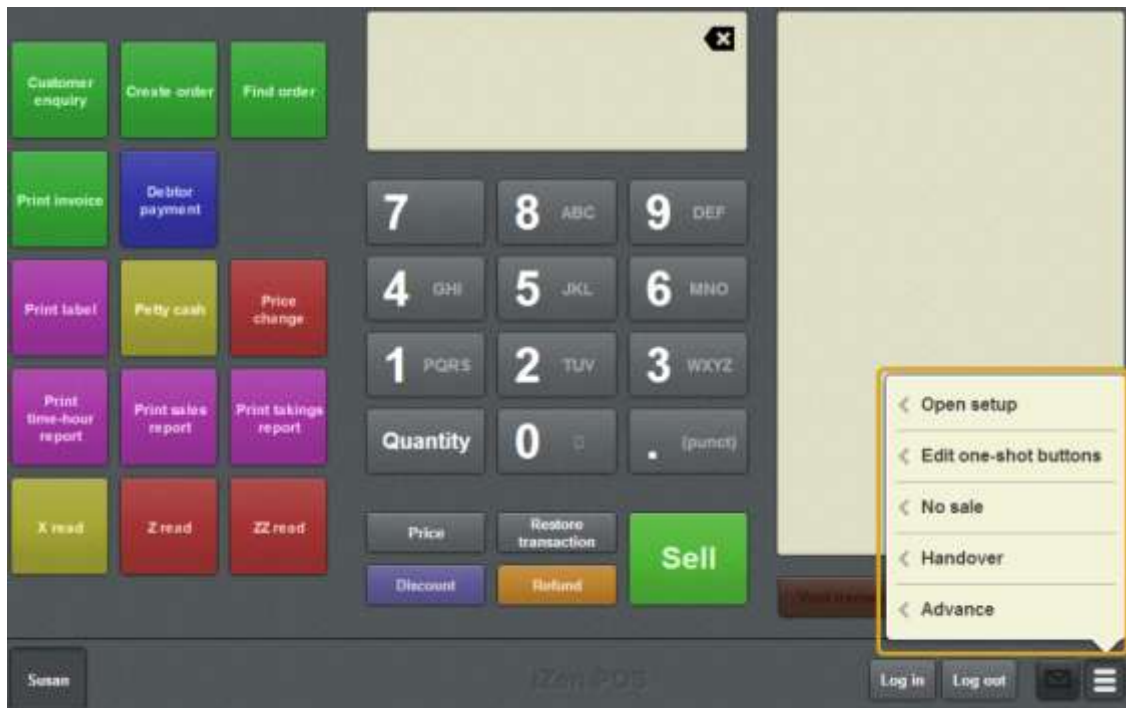 Customer
enquiry
Create order
Find order
Print invoice
Debtor
payment
Print label
Petty cash
Price
change
Print
time-hour
report
Print sales
report
Print takings
report
X read
Z read
ZZ read
7
8 ABC
9 DEF
4 GHI
5 JKL
6 MNO
1 PQRS
2 TUV
3 WXYZ
Quantity
0
. (punct)
Price
Restore
transaction
Discount
Refund
Sell
Open setup
Edit one-shot buttons
No sale
Handover
Advance
Susan
iZen POS
Log in
Log out